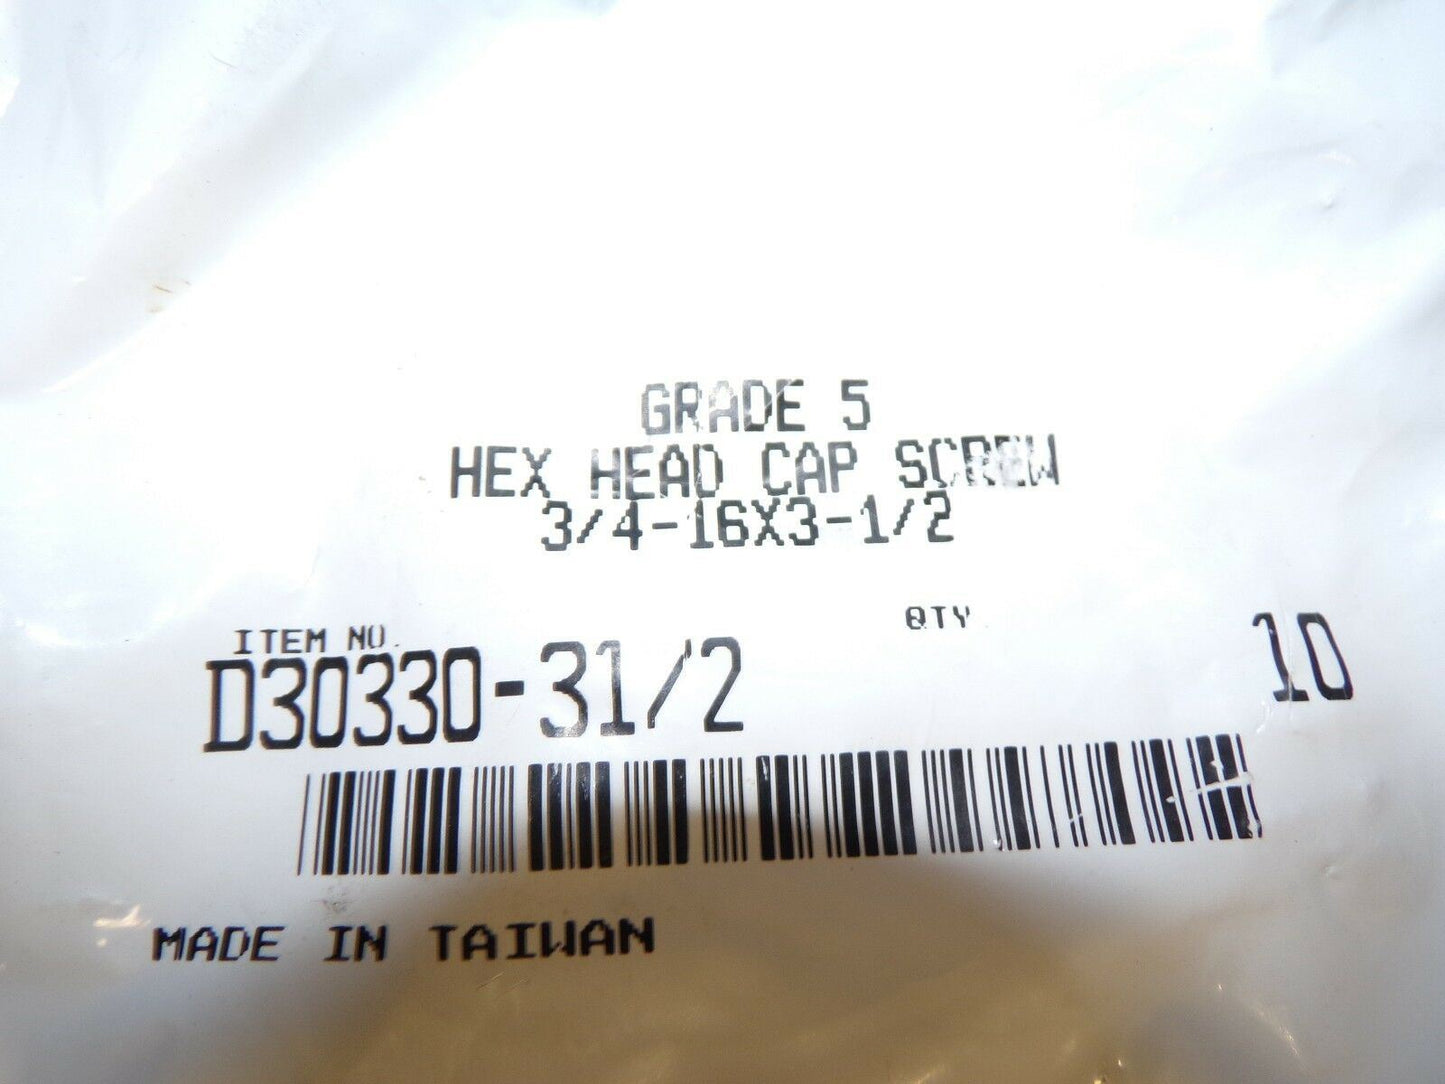 GRADE 5
HEX HEAD CAP SCREW
3/4-16X3-1/2
ITEM NO.
QTY
D30330-31/2
10
MADE IN TAIWAN